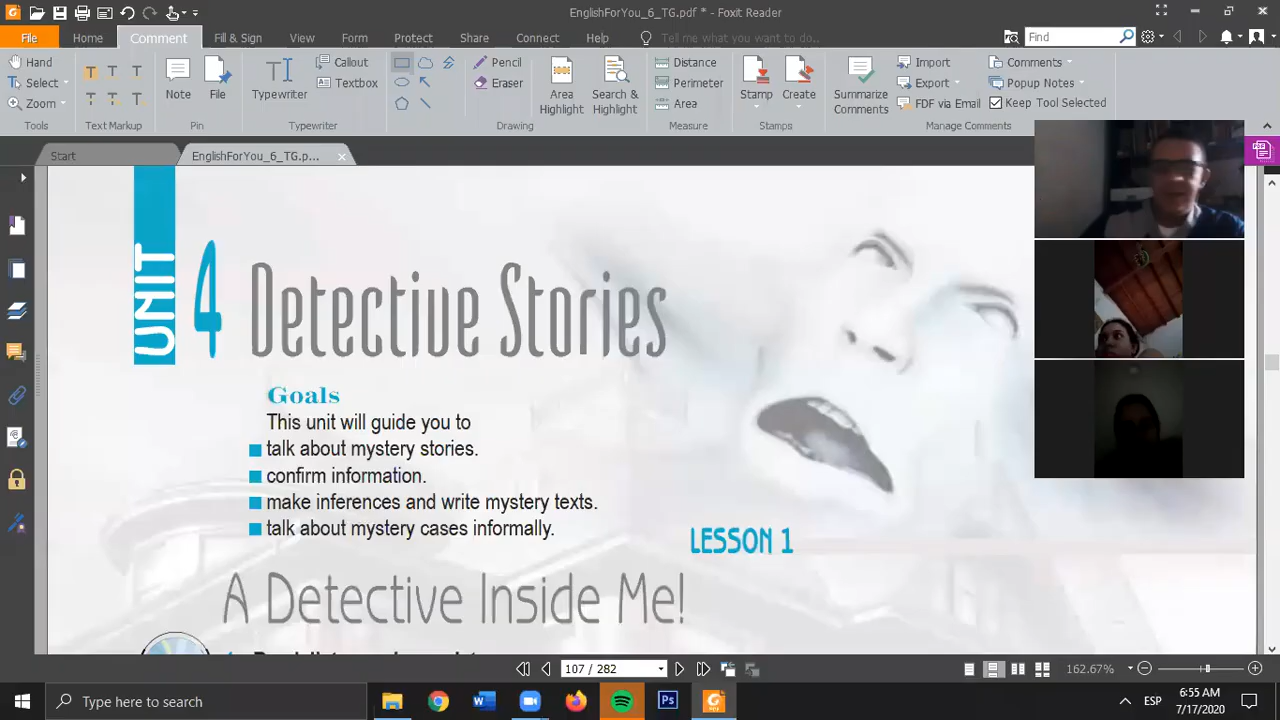 EnglishForYou_6_TG.pdf * - Foxit Reader
File Home Comment Fill & Sign View Form Protect Share Connect Help Tell me what you want to do... Find
Hand
Select
Zoom
Tools
Text Markup
Note
File
Pin
Typewriter
Callout
Textbox
Typewriter
Pencil
Eraser
Area Highlight
Search & Highlight
Drawing
Distance
Perimeter
Area
Measure
Stamp
Create
Stamps
Summarize Comments
Import
Export
FDF via Email
Comments
Popup Notes
Keep Tool Selected
Manage Comments
Start EnglishForYou_6_TG.p...
UNIT
4 Detective Stories
Goals
This unit will guide you to
talk about mystery stories.
confirm information.
make inferences and write mystery texts.
talk about mystery cases informally.
LESSON 1
A Detective Inside Me!
107 / 282
162.67%
Type here to search
Ps
ESP
6:55 AM
7/17/2020